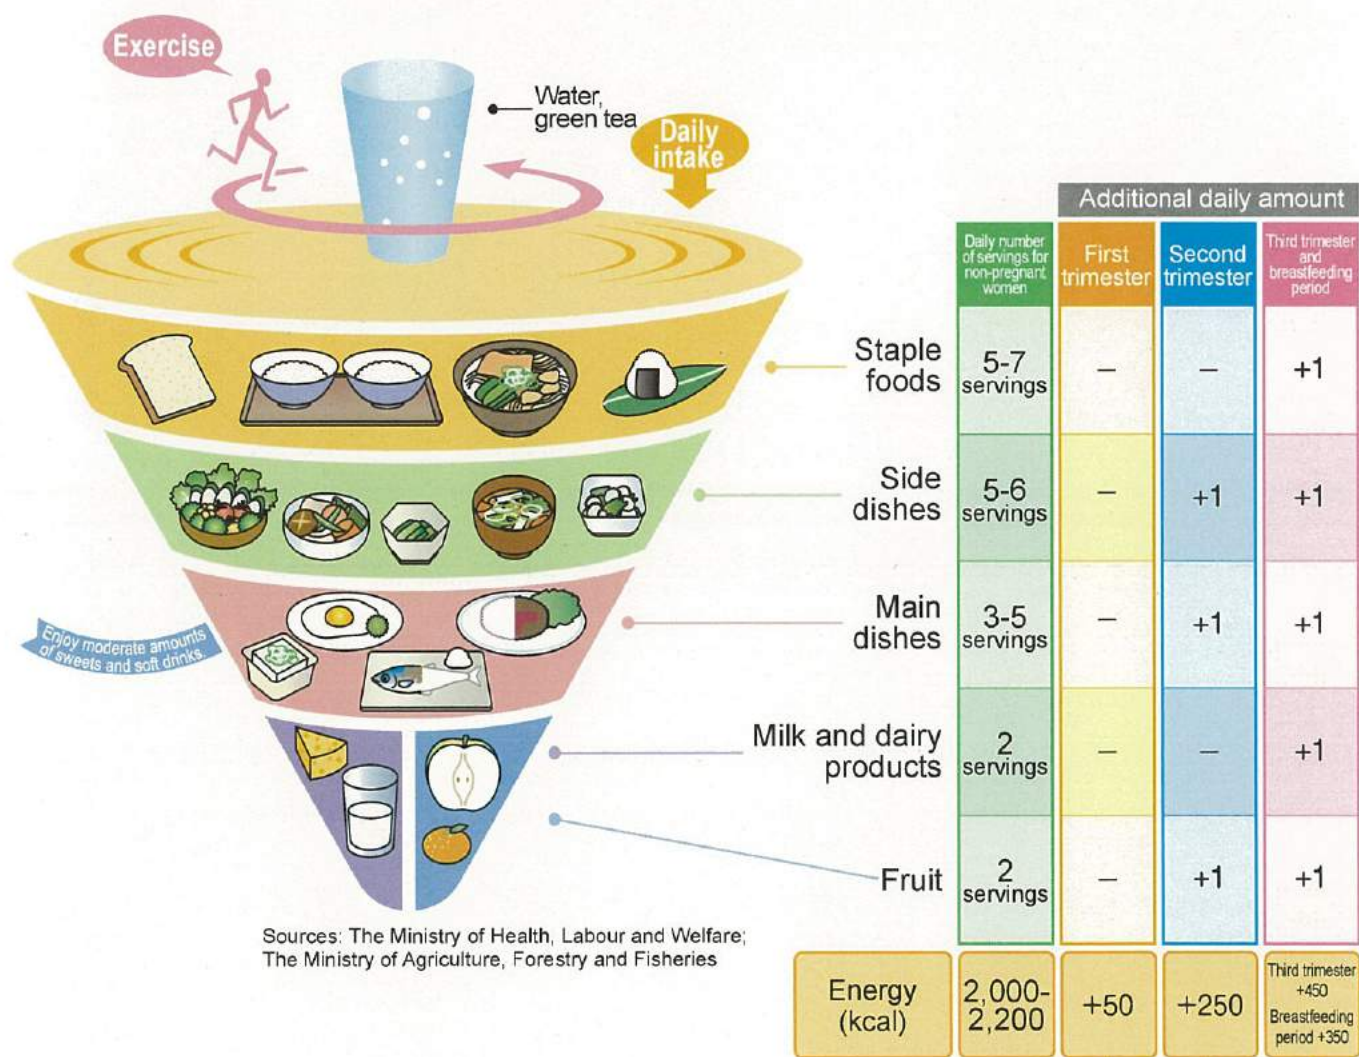 Exercise
Water,
green tea
Daily
intake
Additional daily amount
Daily number
of servings for
non-pregnant
women
First
trimester
Second
trimester
Third trimester
and
breastfeeding
period
Staple
foods
5-7
servings
–
–
+1
Side
dishes
5-6
servings
–
+1
+1
Enjoy moderate amounts
of sweets and soft drinks.
Main
dishes
3-5
servings
–
+1
+1
Milk and dairy
products
2
servings
–
–
+1
Fruit
2
servings
–
+1
+1
Sources: The Ministry of Health, Labour and Welfare;
The Ministry of Agriculture, Forestry and Fisheries
Energy
(kcal)
2,000-
2,200
+50
+250
Third trimester
+450
Breastfeeding
period +350